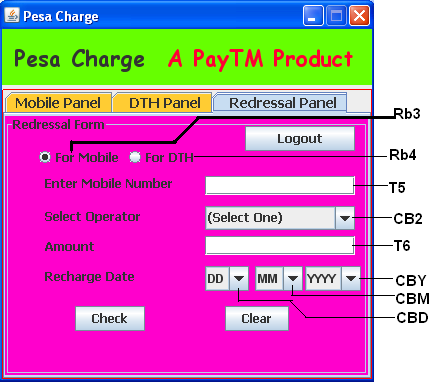 Pesa Charge
Pesa Charge A PayTM Product
Mobile Panel DTH Panel Redressal Panel
Rb3
Redressal Form
Logout
For Mobile For DTH Rb4
Enter Mobile Number T5
Select Operator (Select One) CB2
Amount T6
Recharge Date DD MM YYYY CBY
CBM
Check Clear CBD